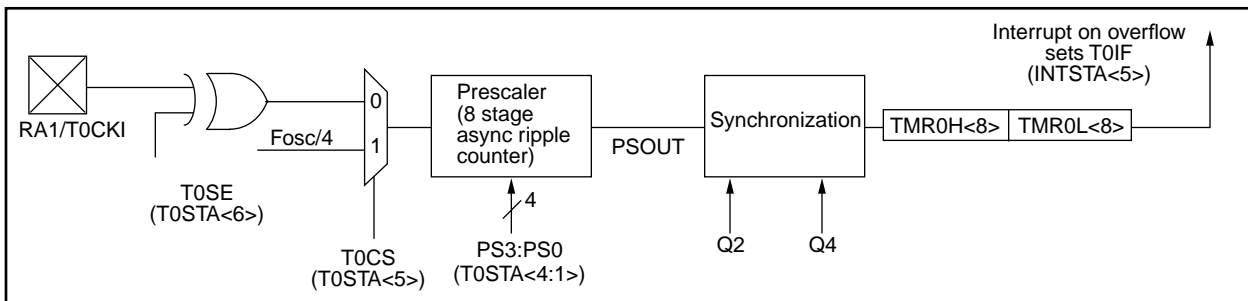 Interrupt on overflow
sets T0IF
(INTSTA<5>)
RA1/T0CKI
0
1
Fosc/4
Prescaler
(8 stage
async ripple
counter)
PSOUT
Synchronization
TMR0H<8>
TMR0L<8>
T0SE
(T0STA<6>)
4
T0CS
(T0STA<5>)
PS3:PS0
(T0STA<4:1>)
Q2
Q4